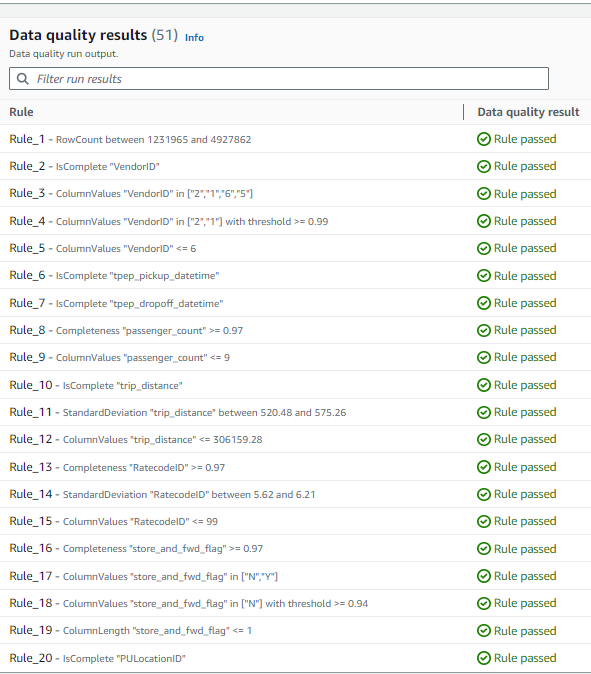 Data quality results (51) Info
Data quality run output.
Filter run results
Rule Data quality result
Rule_1 - RowCount between 1231965 and 4927862 Rule passed
Rule_2 - IsComplete "VendorID" Rule passed
Rule_3 - ColumnValues "VendorID" in ["2","1","6","5"] Rule passed
Rule_4 - ColumnValues "VendorID" in ["2","1"] with threshold >= 0.99 Rule passed
Rule_5 - ColumnValues "VendorID" <= 6 Rule passed
Rule_6 - IsComplete "tpep_pickup_datetime" Rule passed
Rule_7 - IsComplete "tpep_dropoff_datetime" Rule passed
Rule_8 - Completeness "passenger_count" >= 0.97 Rule passed
Rule_9 - ColumnValues "passenger_count" <= 9 Rule passed
Rule_10 - IsComplete "trip_distance" Rule passed
Rule_11 - StandardDeviation "trip_distance" between 520.48 and 575.26 Rule passed
Rule_12 - ColumnValues "trip_distance" <= 306159.28 Rule passed
Rule_13 - Completeness "RatecodeID" >= 0.97 Rule passed
Rule_14 - StandardDeviation "RatecodeID" between 5.62 and 6.21 Rule passed
Rule_15 - ColumnValues "RatecodeID" <= 99 Rule passed
Rule_16 - Completeness "store_and_fwd_flag" >= 0.97 Rule passed
Rule_17 - ColumnValues "store_and_fwd_flag" in ["N","Y"] Rule passed
Rule_18 - ColumnValues "store_and_fwd_flag" in ["N"] with threshold >= 0.94 Rule passed
Rule_19 - ColumnLength "store_and_fwd_flag" <= 1 Rule passed
Rule_20 - IsComplete "PULocationID" Rule passed